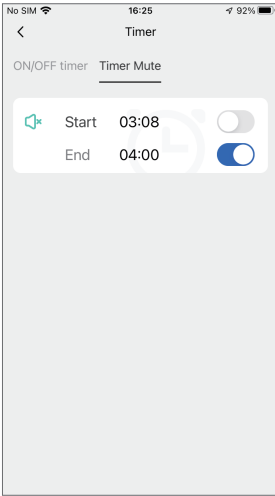 No SIM 16:25 92%
Timer
ON/OFF timer Timer Mute
Start 03:08
End 04:00